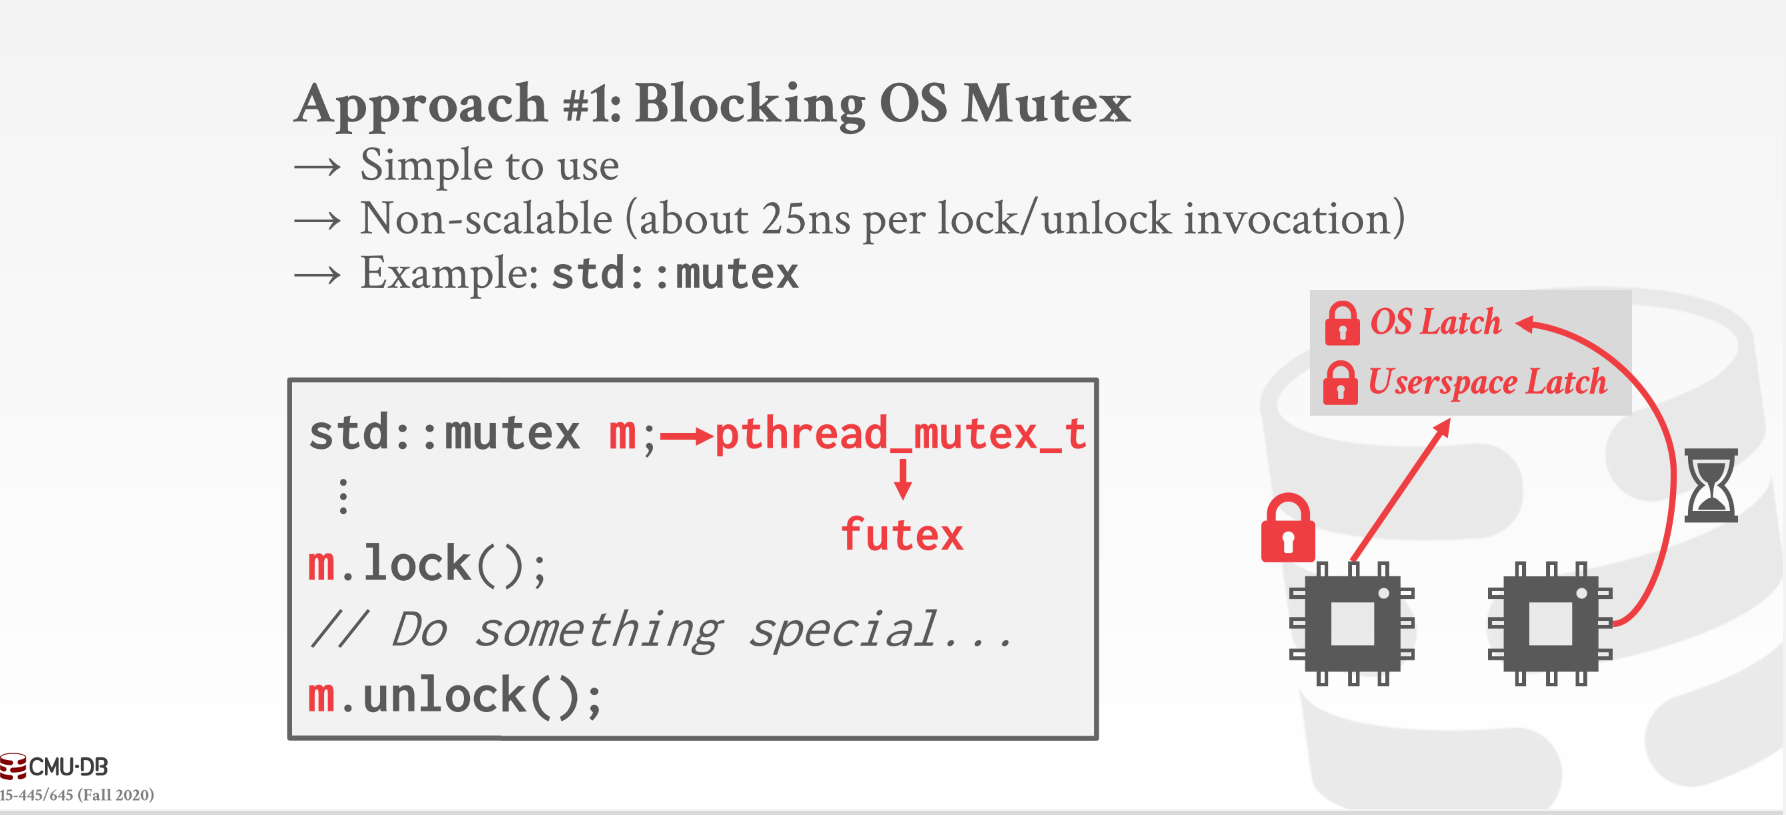 Approach #1: Blocking OS Mutex
→ Simple to use
→ Non-scalable (about 25ns per lock/unlock invocation)
→ Example: std::mutex
OS Latch
Userspace Latch
std::mutex m;→pthread_mutex_t
⋮
futex
m.lock();
// Do something special...
m.unlock();
CMU·DB
15-445/645 (Fall 2020)